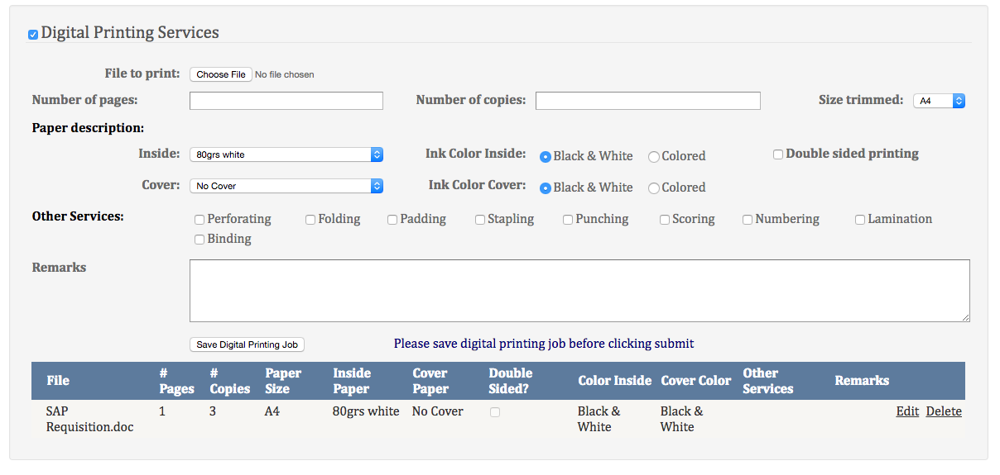 Digital Printing Services
File to print: Choose File No file chosen
Number of pages: Number of copies: Size trimmed: A4
Paper description:
Inside: 80grs white Ink Color Inside: Black & White Colored Double sided printing
Cover: No Cover Ink Color Cover: Black & White Colored
Other Services: Perforating Folding Padding Stapling Punching Scoring Numbering Lamination
Binding
Remarks
Save Digital Printing Job Please save digital printing job before clicking submit
File # Pages # Copies Paper Size Inside Paper Cover Paper Double Sided? Color Inside Cover Color Other Services Remarks
SAP Requisition.doc 1 3 A4 80grs white No Cover Black & White Black & White Edit Delete